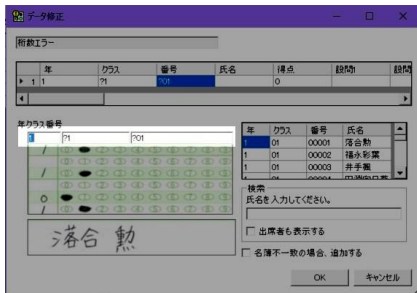 データ修正
桁数エラー
年 クラス 番号 氏名 得点 設問1 設
1 1 ?1 ?01 0
年クラス番号
1 ?1 ?01
/
/
0
/
落合 勲
年 クラス 番号 氏名
1 01 00001 落合勲
1 01 00002 福永彩葉
1 01 00003 井手颯
1 01 00004
検索
氏名を入力してください。
出席者も表示する
名簿不一致の場合、追加する
OK キャンセル